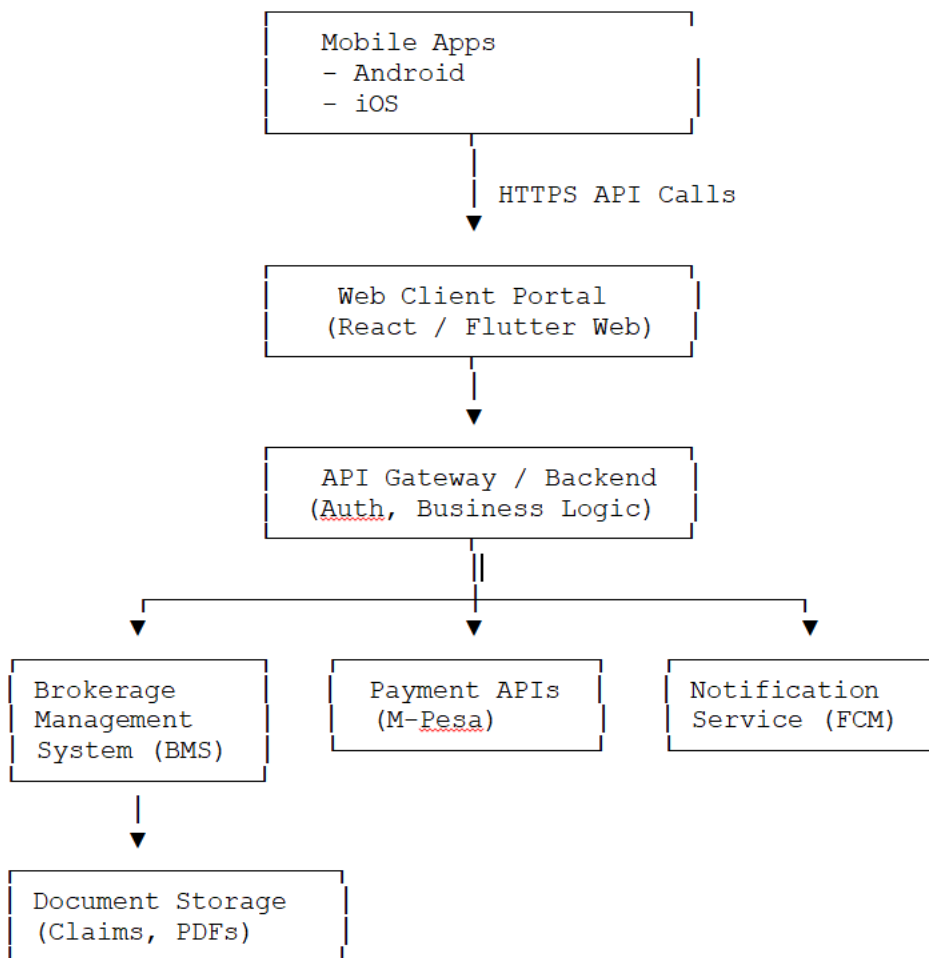 Mobile Apps
- Android
- iOS
HTTPS API Calls
Web Client Portal
(React / Flutter Web)
API Gateway / Backend
(Auth, Business Logic)
Brokerage
Management
System (BMS)
Payment APIs
(M-Pesa)
Notification
Service (FCM)
Document Storage
(Claims, PDFs)